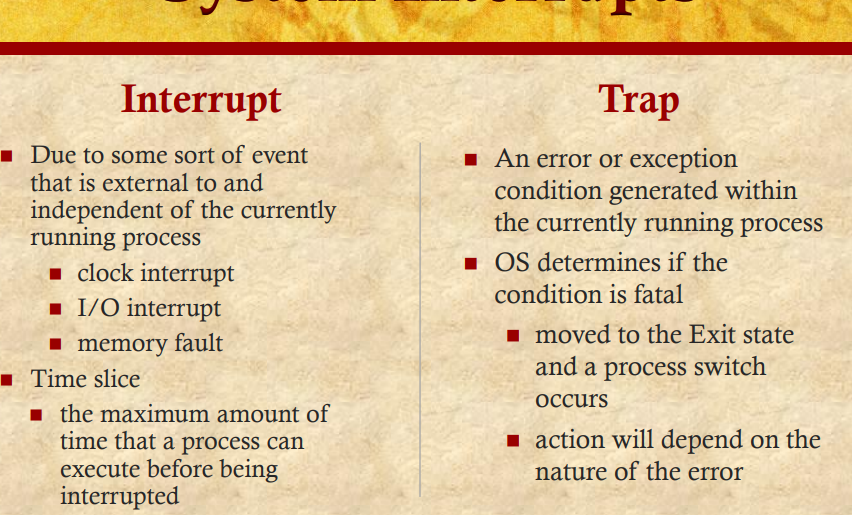 System Interrupts
Interrupt
Due to some sort of event
that is external to and
independent of the currently
running process
clock interrupt
I/O interrupt
memory fault
Time slice
the maximum amount of
time that a process can
execute before being
interrupted
Trap
An error or exception
condition generated within
the currently running process
OS determines if the
condition is fatal
moved to the Exit state
and a process switch
occurs
action will depend on the
nature of the error